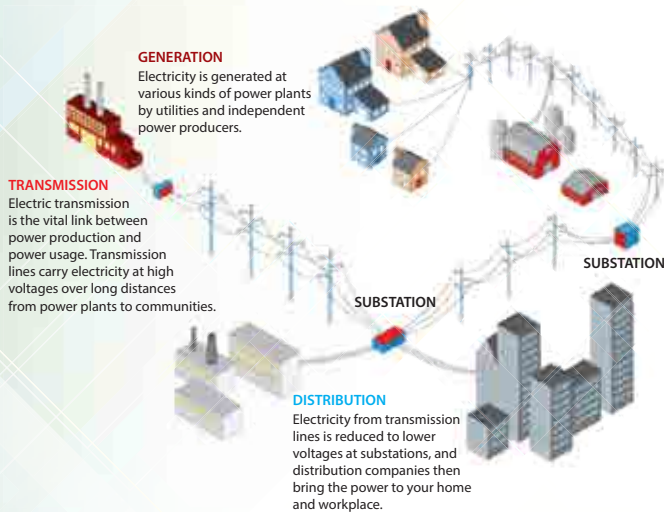 GENERATION
Electricity is generated at
various kinds of power plants
by utilities and independent
power producers.
TRANSMISSION
Electric transmission
is the vital link between
power production and
power usage. Transmission
lines carry electricity at high
voltages over long distances
from power plants to communities.
SUBSTATION
SUBSTATION
DISTRIBUTION
Electricity from transmission
lines is reduced to lower
voltages at substations, and
distribution companies then
bring the power to your home
and workplace.